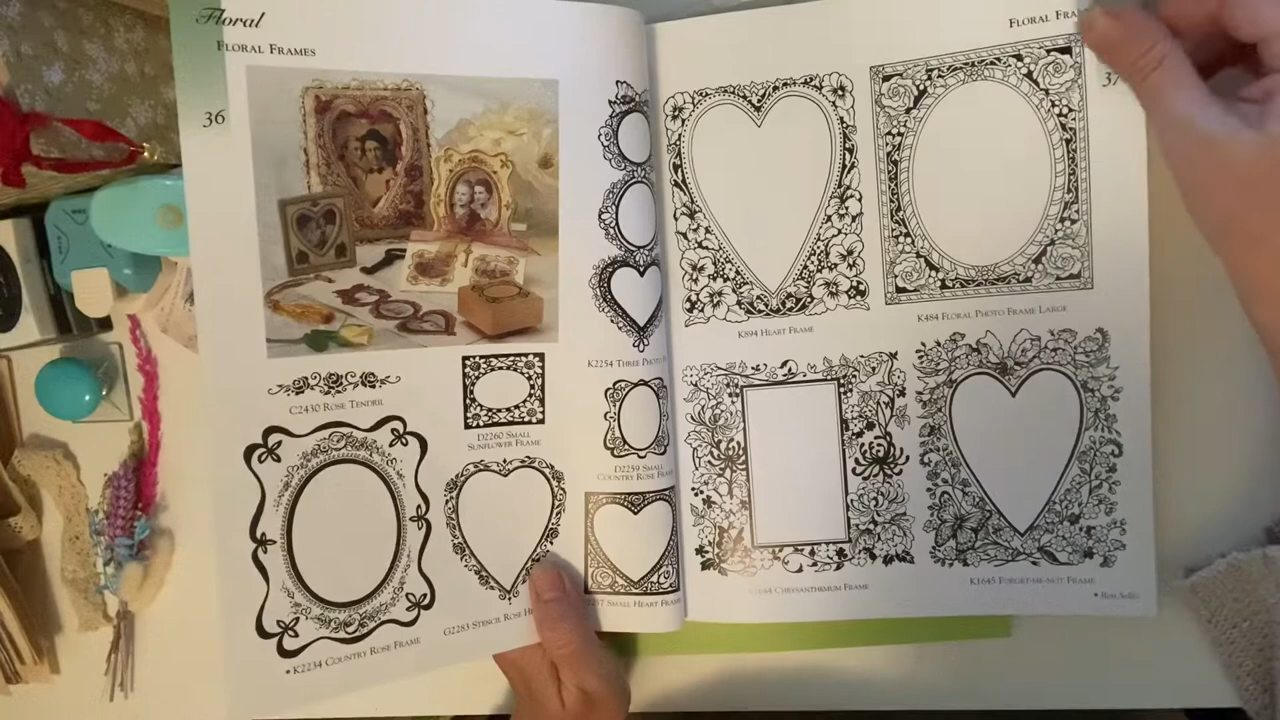 Floral
FLORAL FRAMES
36
K2254 THREE
C2430 ROSE TENDRIL
D2260 SMALL
SUNFLOWER FRAME
D2259 SMALL
COUNTRY ROSE FRAME
SMALL HEART FRAME
G2283 STENCIL ROSE
• K2234 COUNTRY ROSE FRAME
FLORAL
37
K894 HEART FRAME
K484 FLORAL PHOTO FRAME LARGE
CHRYSANTHEMUM FRAME
K1645 FORGET-ME-NOT FRAME